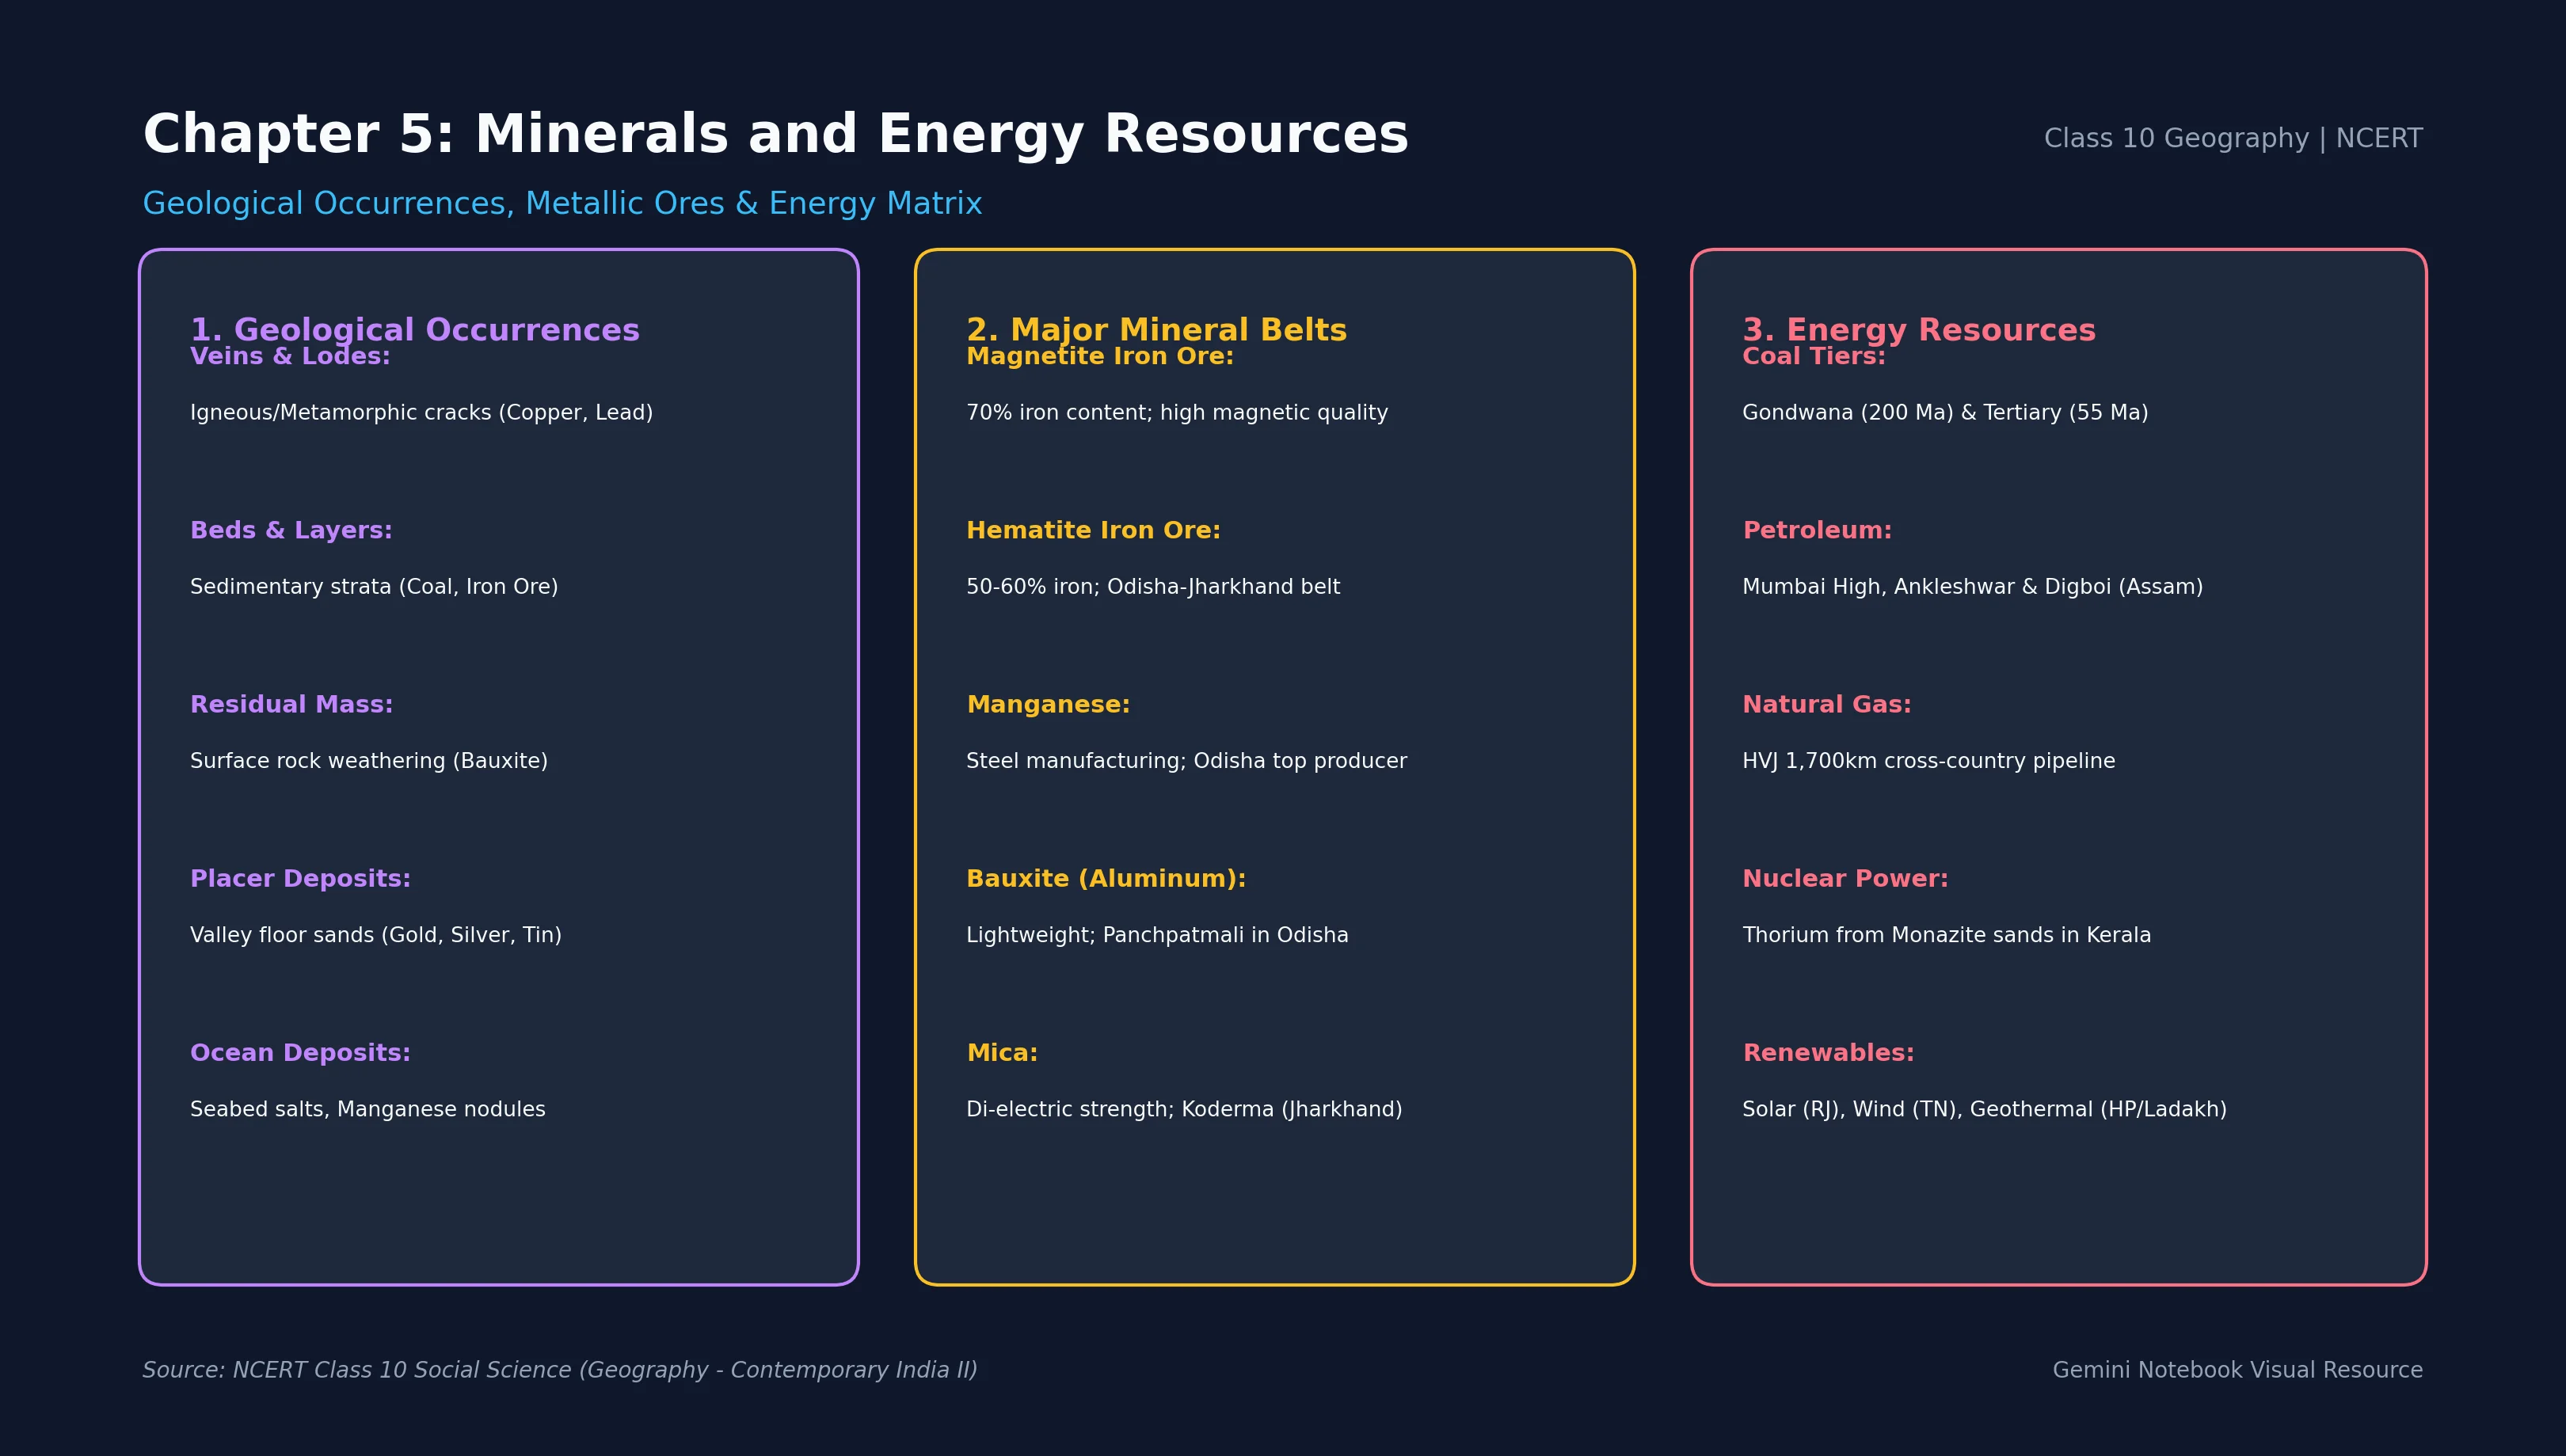 Chapter 5: Minerals and Energy Resources
Class 10 Geography | NCERT
Geological Occurrences, Metallic Ores & Energy Matrix
1. Geological Occurrences
Veins & Lodes:
Igneous/Metamorphic cracks (Copper, Lead)
Beds & Layers:
Sedimentary strata (Coal, Iron Ore)
Residual Mass:
Surface rock weathering (Bauxite)
Placer Deposits:
Valley floor sands (Gold, Silver, Tin)
Ocean Deposits:
Seabed salts, Manganese nodules
2. Major Mineral Belts
Magnetite Iron Ore:
70% iron content; high magnetic quality
Hematite Iron Ore:
50-60% iron; Odisha-Jharkhand belt
Manganese:
Steel manufacturing; Odisha top producer
Bauxite (Aluminum):
Lightweight; Panchpatmali in Odisha
Mica:
Di-electric strength; Koderma (Jharkhand)
3. Energy Resources
Coal Tiers:
Gondwana (200 Ma) & Tertiary (55 Ma)
Petroleum:
Mumbai High, Ankleshwar & Digboi (Assam)
Natural Gas:
HVJ 1,700km cross-country pipeline
Nuclear Power:
Thorium from Monazite sands in Kerala
Renewables:
Solar (RJ), Wind (TN), Geothermal (HP/Ladakh)
Source: NCERT Class 10 Social Science (Geography - Contemporary India II)
Gemini Notebook Visual Resource